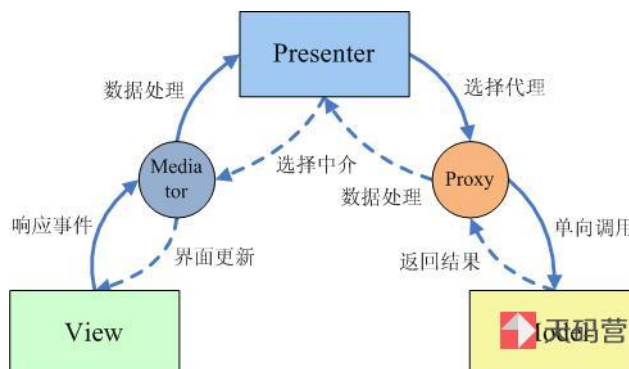 Presenter
数据处理
选择代理
Media
tor
选择中介
Proxy
数据处理
响应事件
界面更新
单向调用
返回结果
View
Model
天码营